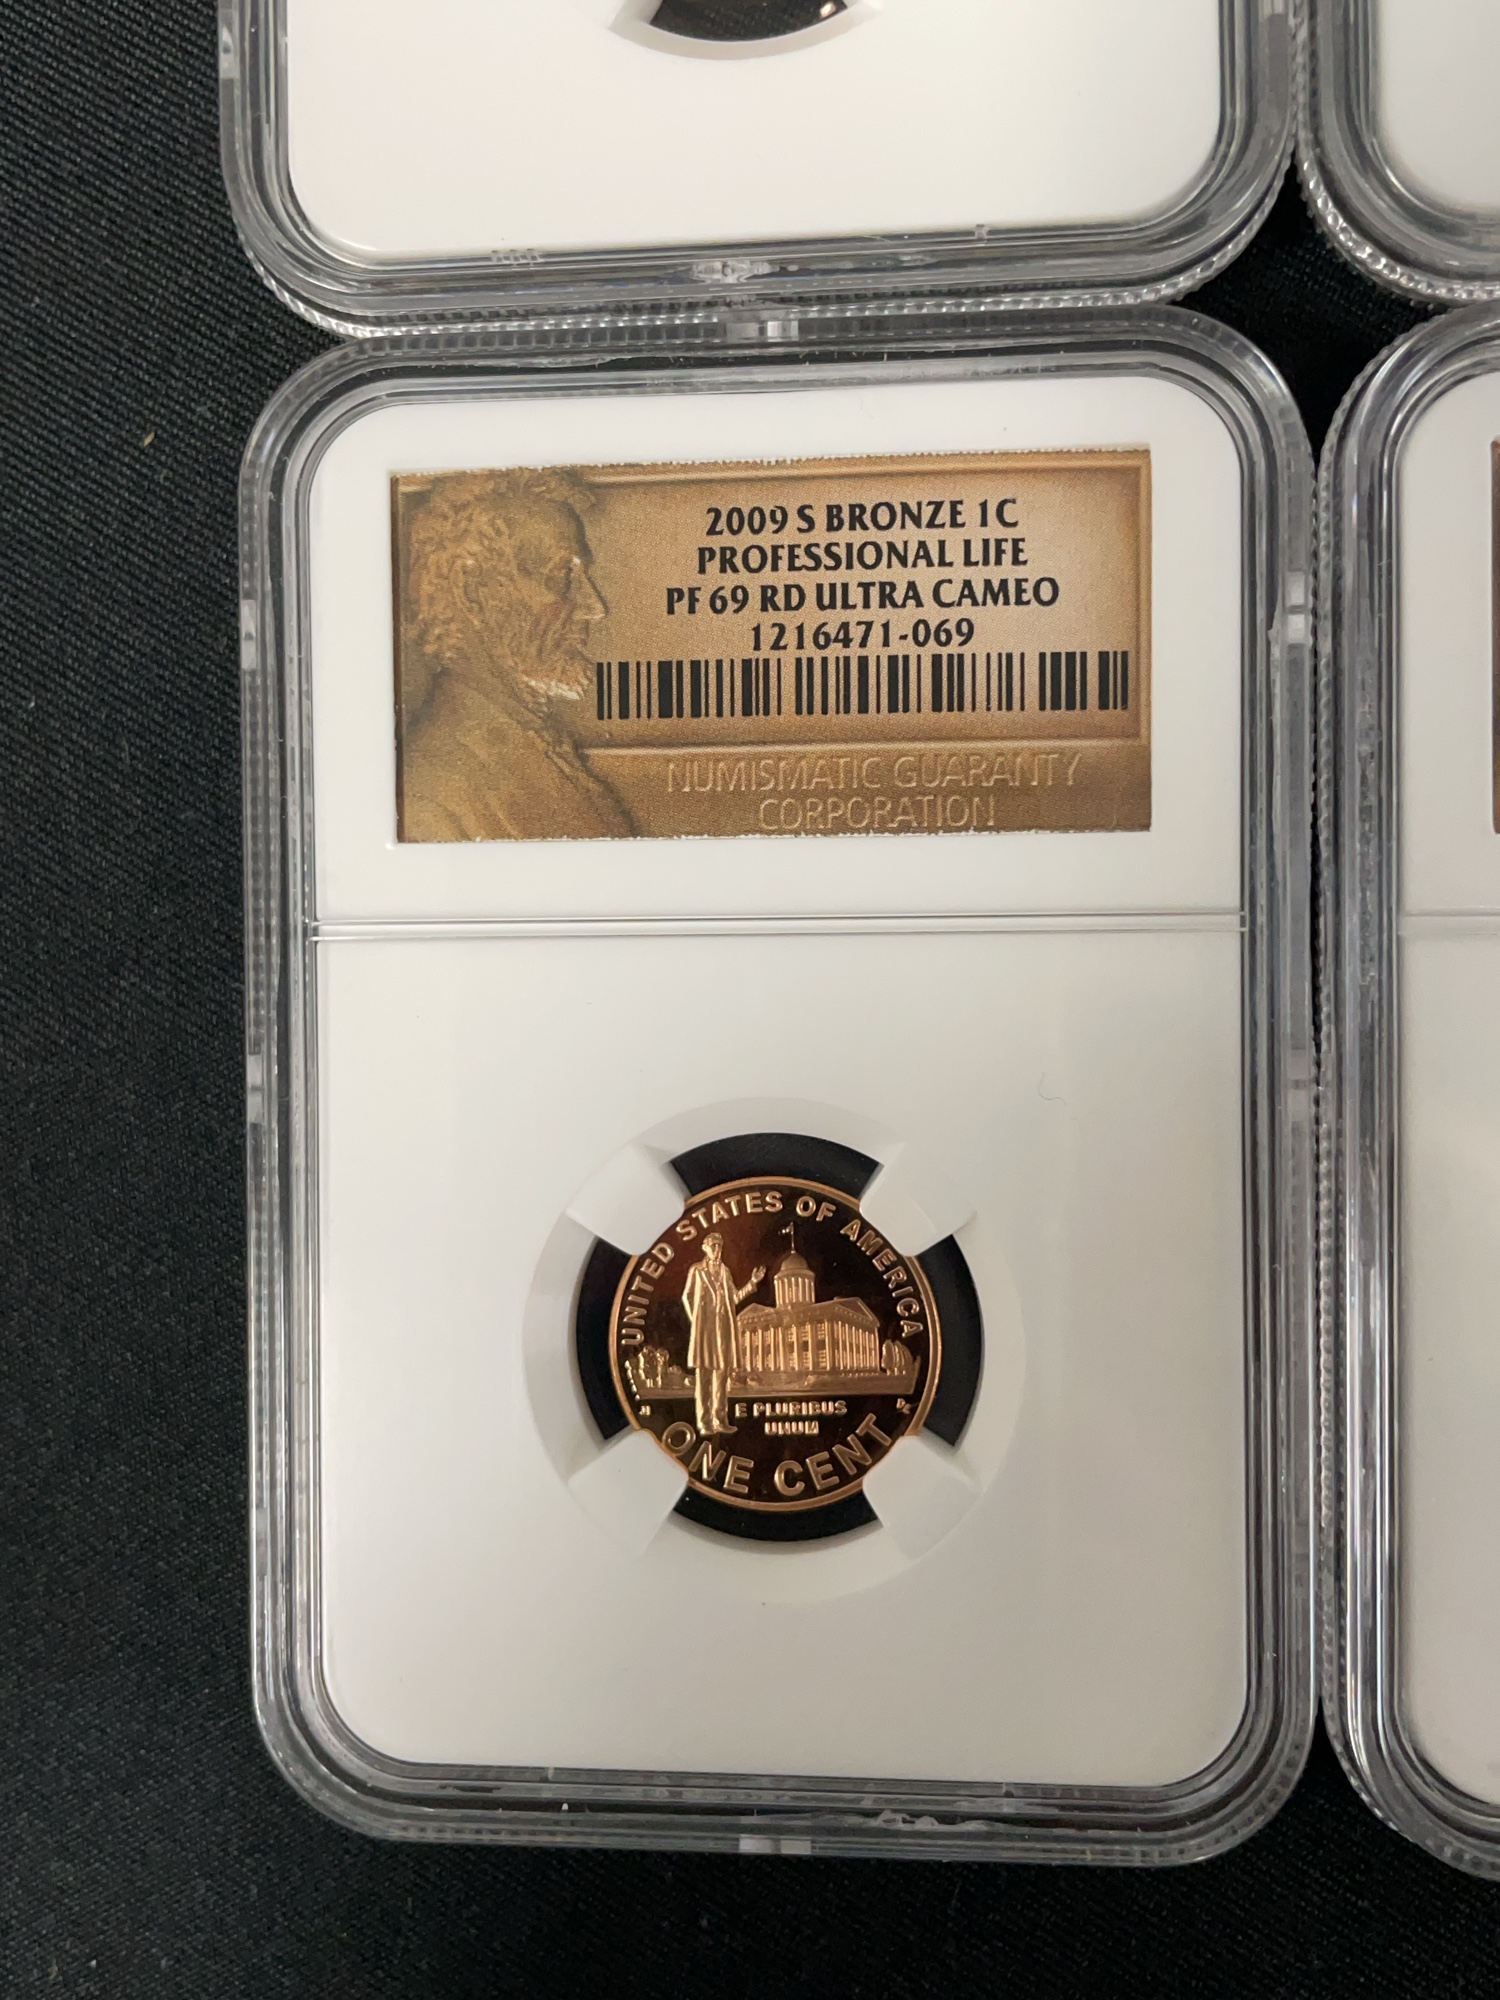 2009 S BRONZE 1C
PROFESSIONAL LIFE
PF 69 RD ULTRA CAMEO
1216471-069
NUMISMATIC GUARANTY
CORPORATION
UNITED STATES OF AMERICA
E PLURIBUS
UNUM
ONE CENT